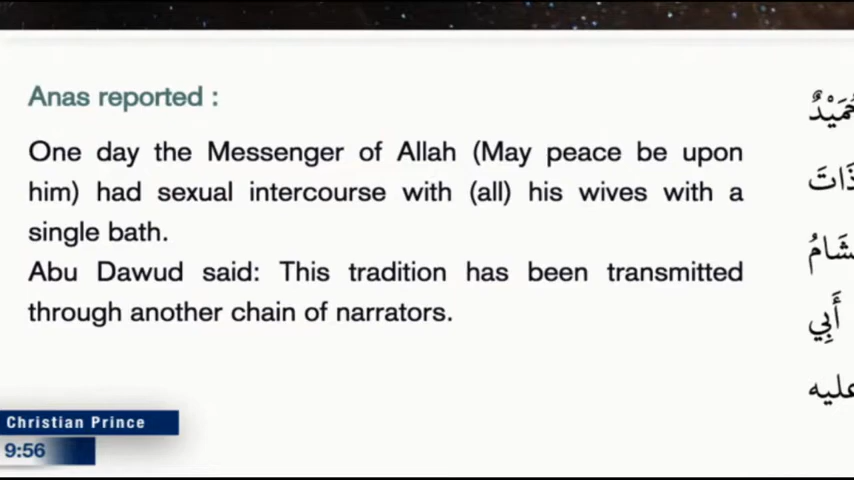 Anas reported :
One day the Messenger of Allah (May peace be upon
him) had sexual intercourse with (all) his wives with a
single bath.
Abu Dawud said: This tradition has been transmitted
through another chain of narrators.
ذَاتَ
أَبِي
عليه
Christian Prince
9:56